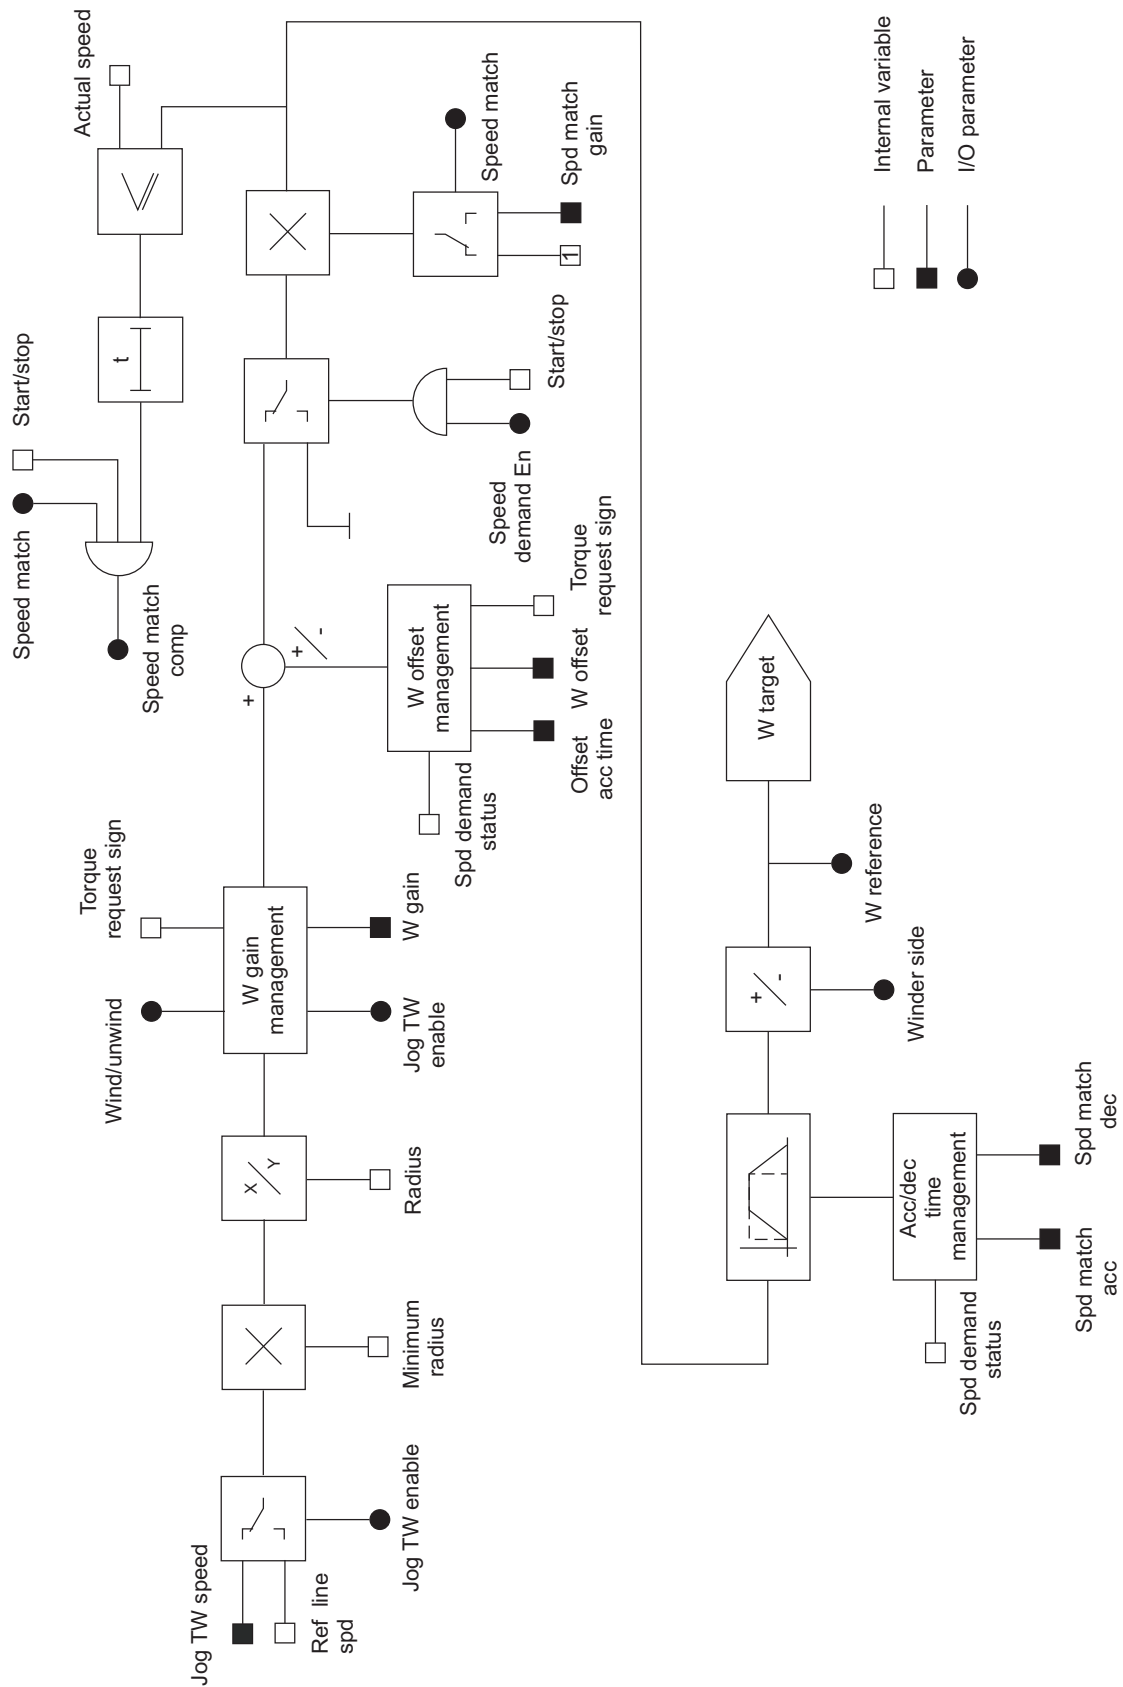 Jog TW speed
Ref line
spd
Jog TW enable
Minimum
radius
X
Y
Radius
Wind/unwind
Torque
request sign
W gain
management
Jog TW
enable
W gain
+
+
-
Spd demand
status
W offset
management
Offset
acc time
W offset
Torque
request sign
Speed match
Start/stop
Speed match
comp
t
Actual speed
Speed
demand En
Start/stop
1
Spd match
gain
Speed match
Spd demand
status
Acc/dec
time
management
Spd match
acc
Spd match
dec
+
-
Winder side
W reference
W target
Internal variable
Parameter
I/O parameter